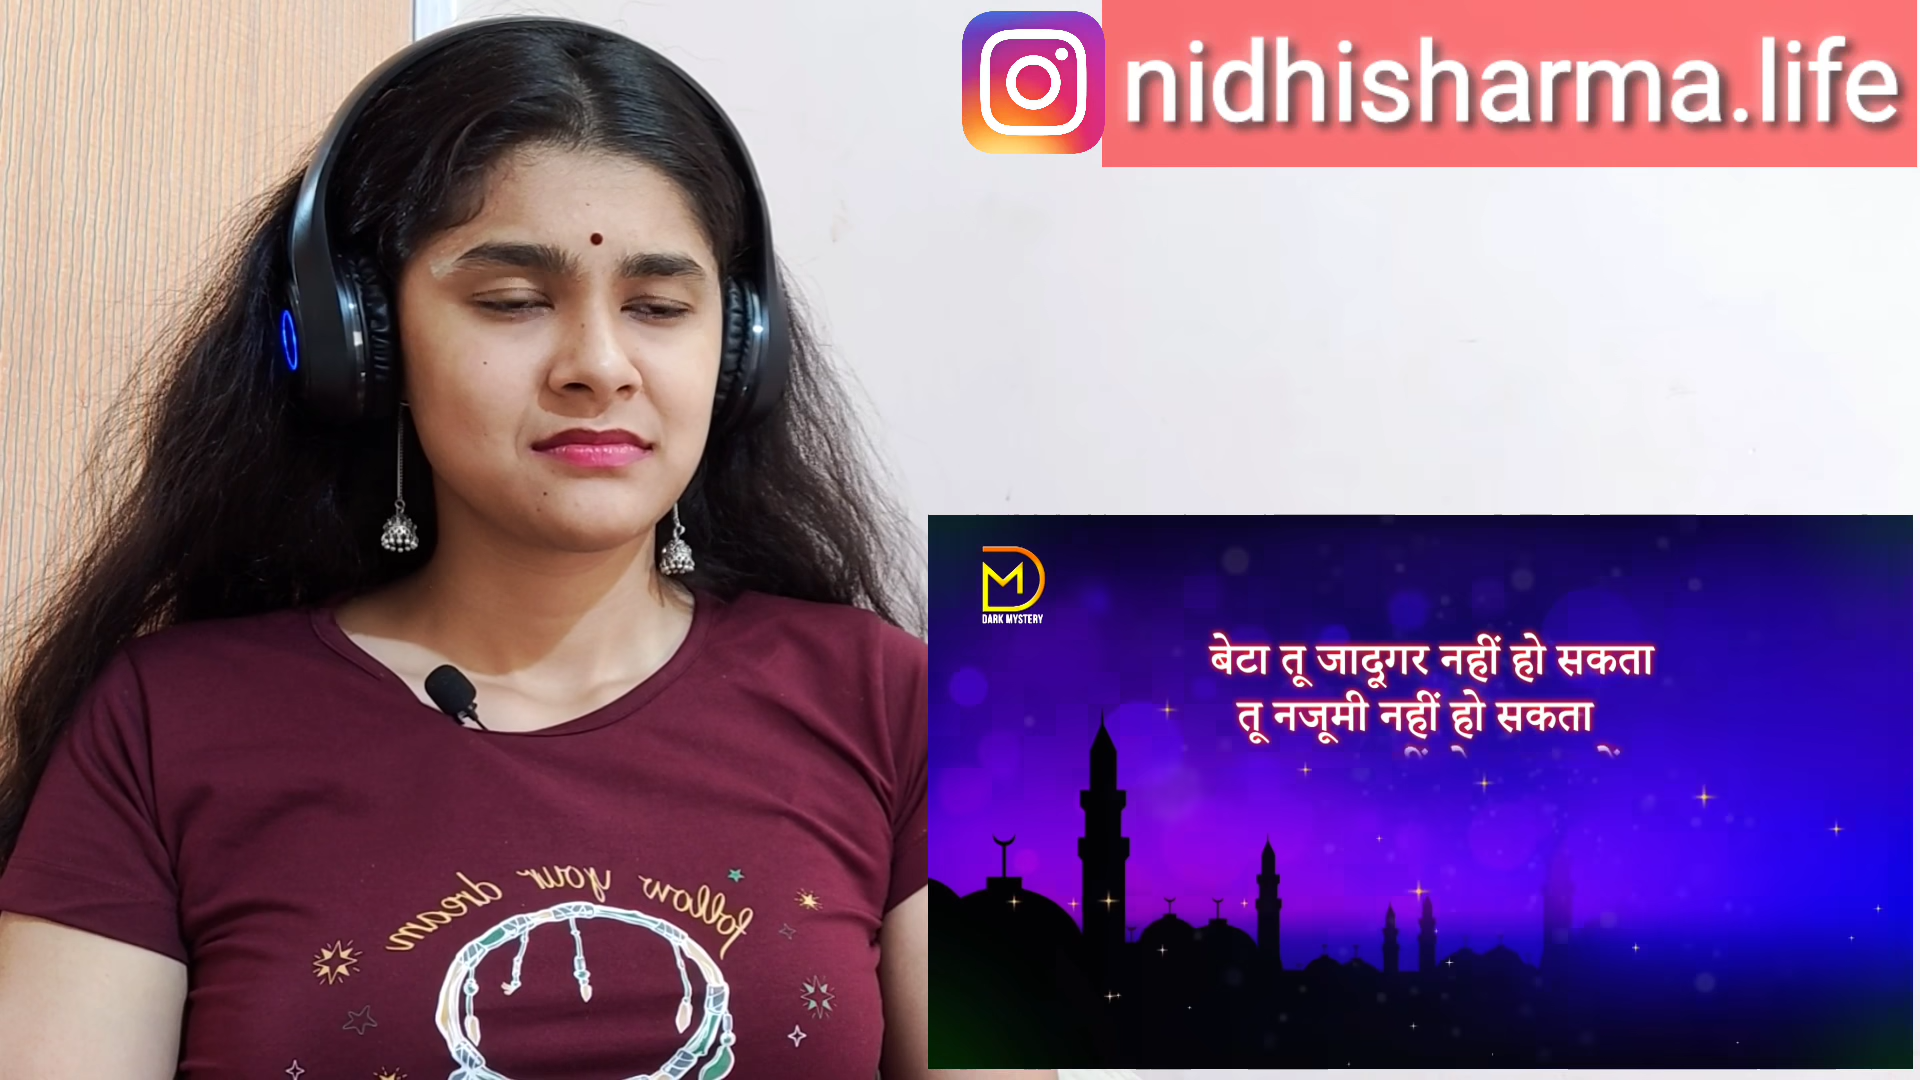 nidhisharma.life
DARK MYSTERY
बेटा तू जादूगर नहीं हो सकता
तू नजूमी नहीं हो सकता
follow your dream